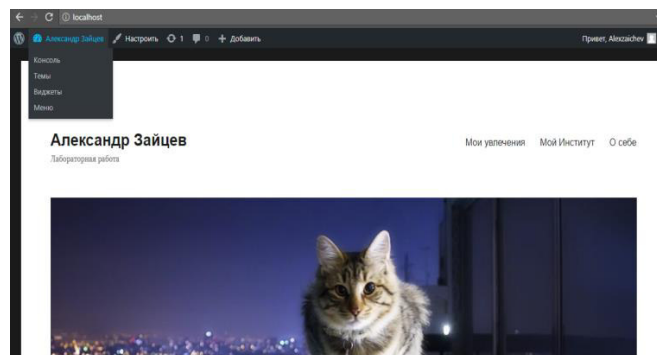 localhost
Александр Зайцев Настроить 1 0 Добавить Привет, Alexzaichev
Консоль
Темы
Виджеты
Меню
Александр Зайцев
Лабораторная работа
Мои увлечения Мой Институт О себе